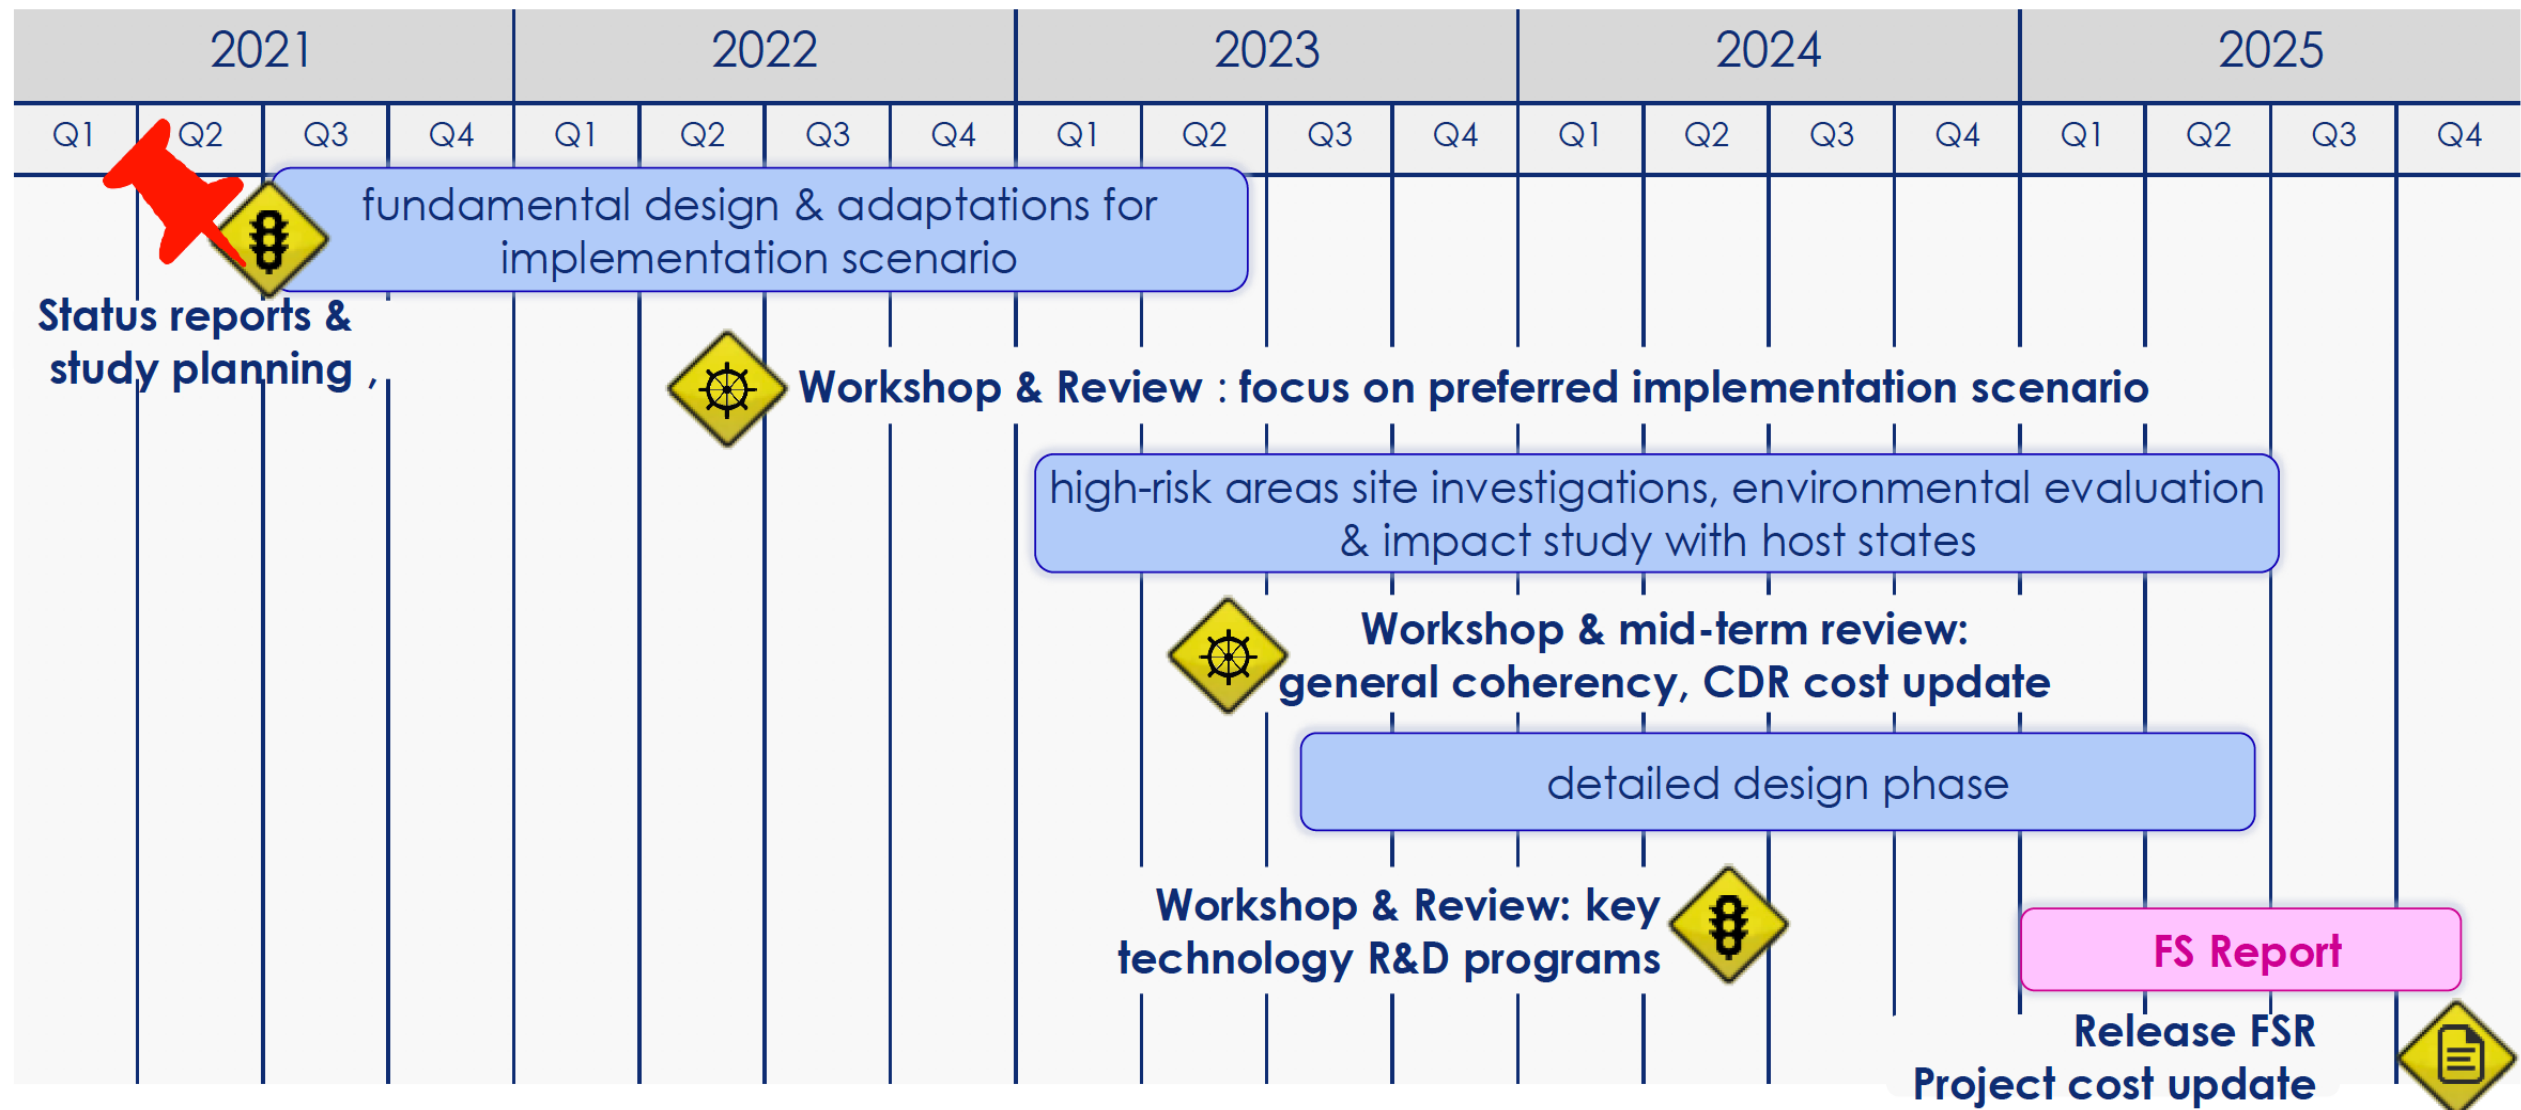 2021 2022 2023 2024 2025
Q1 Q2 Q3 Q4 Q1 Q2 Q3 Q4 Q1 Q2 Q3 Q4 Q1 Q2 Q3 Q4 Q1 Q2 Q3 Q4
fundamental design & adaptations for
implementation scenario
Status reports &
study planning ,
Workshop & Review : focus on preferred implementation scenario
high-risk areas site investigations, environmental evaluation
& impact study with host states
Workshop & mid-term review:
general coherency, CDR cost update
detailed design phase
Workshop & Review: key
technology R&D programs
FS Report
Release FSR
Project cost update